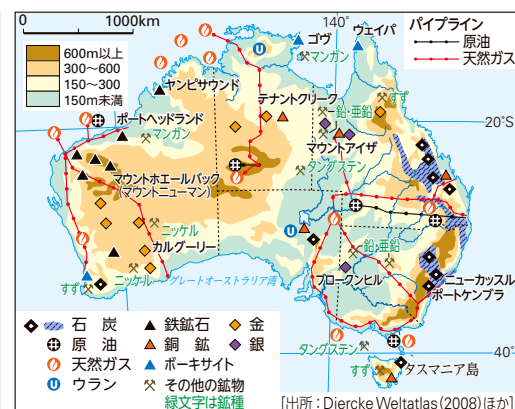 0 1000km
140°
ゴヴ
ウェイパ
パイプライン
原油
天然ガス
600m以上
300〜600
150〜300
150m未満
マンガン
ヤンピサウンド
すず
テナントクリーク
鉛・亜鉛
ポートヘッドランド
20°S
マンガン
マウントアイザ
タングステン
マウントホエールバック
(マウントニューマン)
ニッケル
カルグーリー
鉛・亜鉛
ニッケル
グレートオーストラリア湾
ブロークンヒル
ニューカッスル
ポートケンブラ
すず
タングステン
40°
すず
タスマニア島
石炭
鉄鉱石
金
原油
銅鉱
銀
天然ガス
ボーキサイト
U ウラン
その他の鉱物
緑文字は鉱種
[出所:Diercke Weltatlas(2008)ほか]